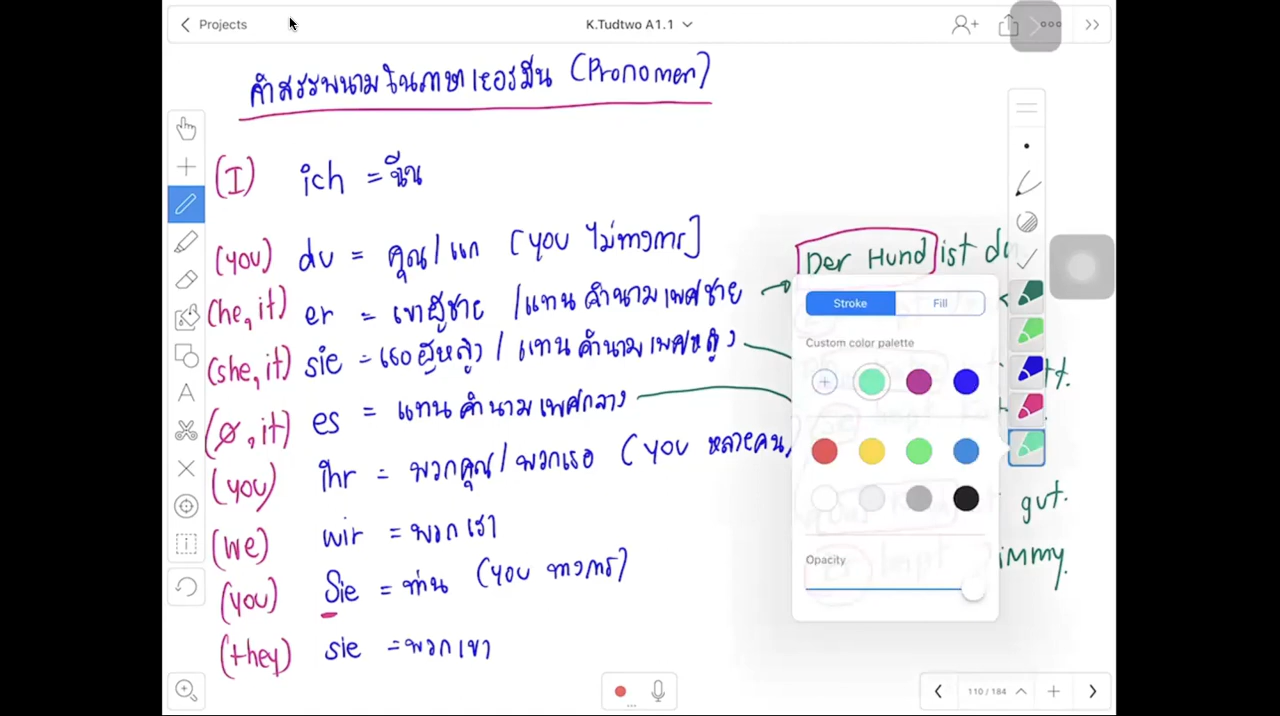 Projects
K.Tudtwo A1.1
คำสรรพนามในภาษาเยอรมัน (Pronomen)
(I) ich = ฉัน
(you) du = คุณ/แก (you ไม่ทางการ)
Der Hund ist
(he, it) er = เขาผู้ชาย /แทนคำนามเพศชาย
(she, it) sie = เธอผู้หญิง / แทนคำนามเพศหญิง
(∅, it) es = แทนคำนามเพศกลาง
(you) ihr = พวกคุณ/พวกเธอ (you หลายคน)
(we) wir = พวกเรา
(you) Sie = ท่าน (you ทางการ)
(they) sie = พวกเขา
gut.
immy.
Stroke
Fill
Custom color palette
Opacity
110 / 184